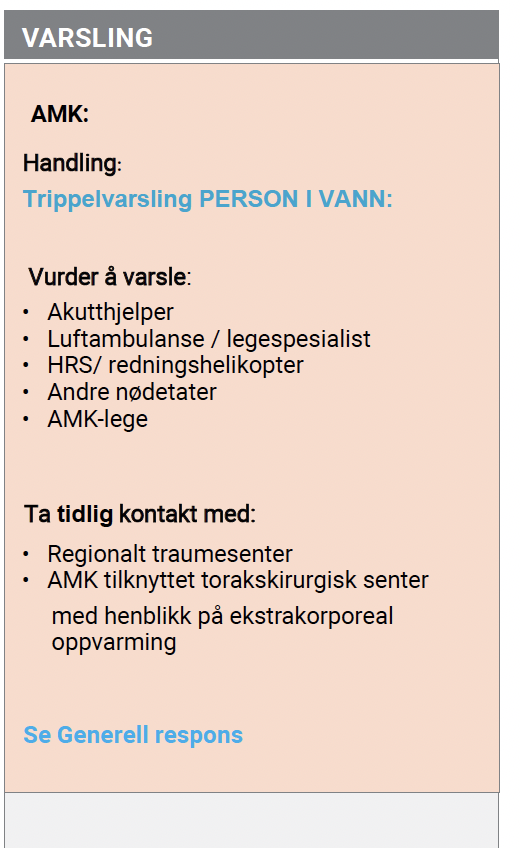 VARSLING
AMK:
Handling:
Trippelvarsling PERSON I VANN:
Vurder å varsle:
• Akutthjelper
• Luftambulanse / legespesialist
• HRS/ redningshelikopter
• Andre nødetater
• AMK-lege
Ta tidlig kontakt med:
• Regionalt traumesenter
• AMK tilknyttet torakskirurgisk senter
med henblikk på ekstrakorporeal
oppvarming
Se Generell respons